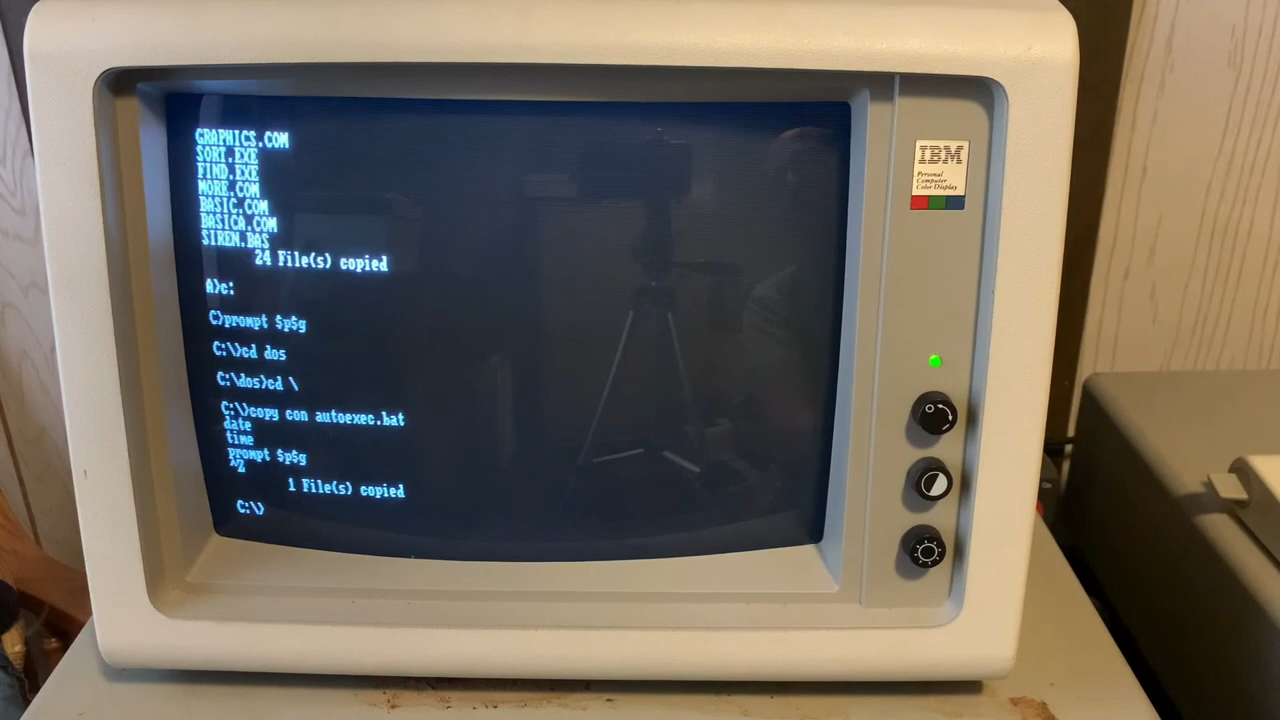 GRAPHICS.COM
SORT.EXE
FIND.EXE
MORE.COM
BASIC.COM
BASICA.COM
SIREN.BAS
24 File(s) copied
A>c:
C>prompt $p$g
C:\>cd dos
C:\dos>cd \
C:\>copy con autoexec.bat
date
time
prompt $p$g
^Z
1 File(s) copied
C:\>
IBM
Personal
Computer
Color Display